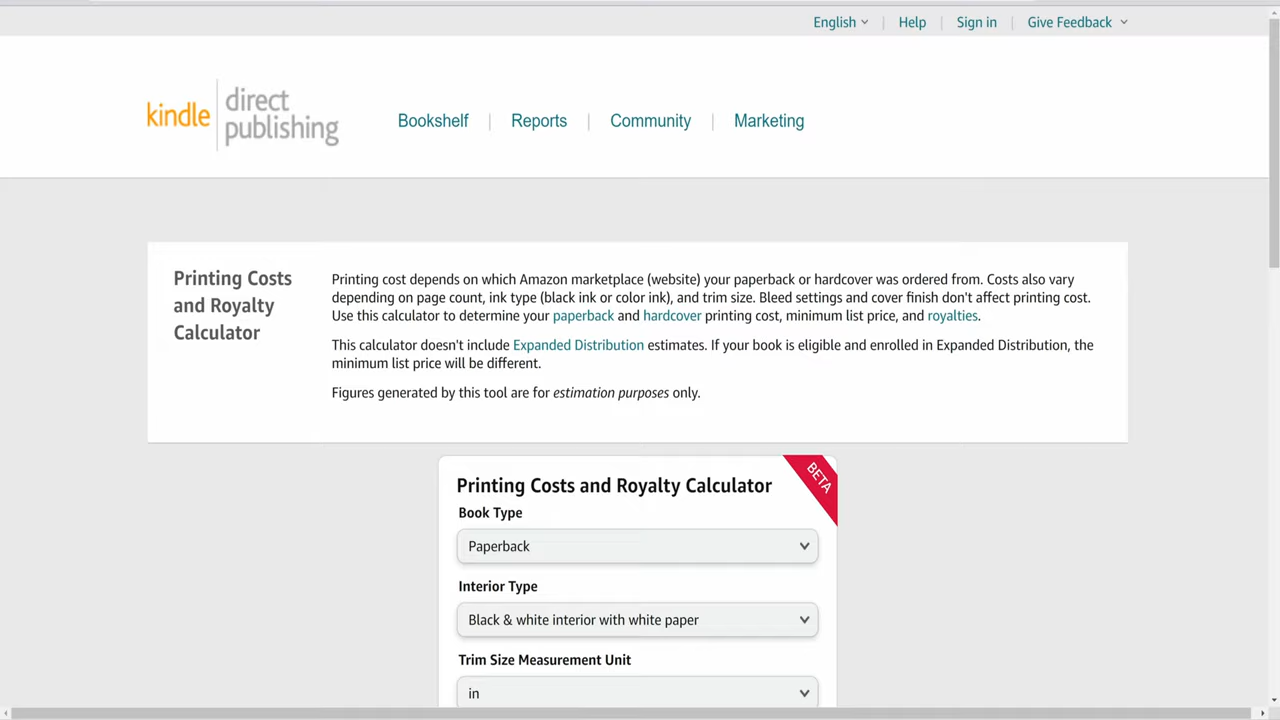 English | Help | Sign in | Give Feedback
kindle direct publishing
Bookshelf | Reports | Community | Marketing
Printing Costs and Royalty Calculator
Printing cost depends on which Amazon marketplace (website) your paperback or hardcover was ordered from. Costs also vary
depending on page count, ink type (black ink or color ink), and trim size. Bleed settings and cover finish don't affect printing cost.
Use this calculator to determine your paperback and hardcover printing cost, minimum list price, and royalties.
This calculator doesn't include Expanded Distribution estimates. If your book is eligible and enrolled in Expanded Distribution, the
minimum list price will be different.
Figures generated by this tool are for estimation purposes only.
BETA
Printing Costs and Royalty Calculator
Book Type
Paperback
Interior Type
Black & white interior with white paper
Trim Size Measurement Unit
in